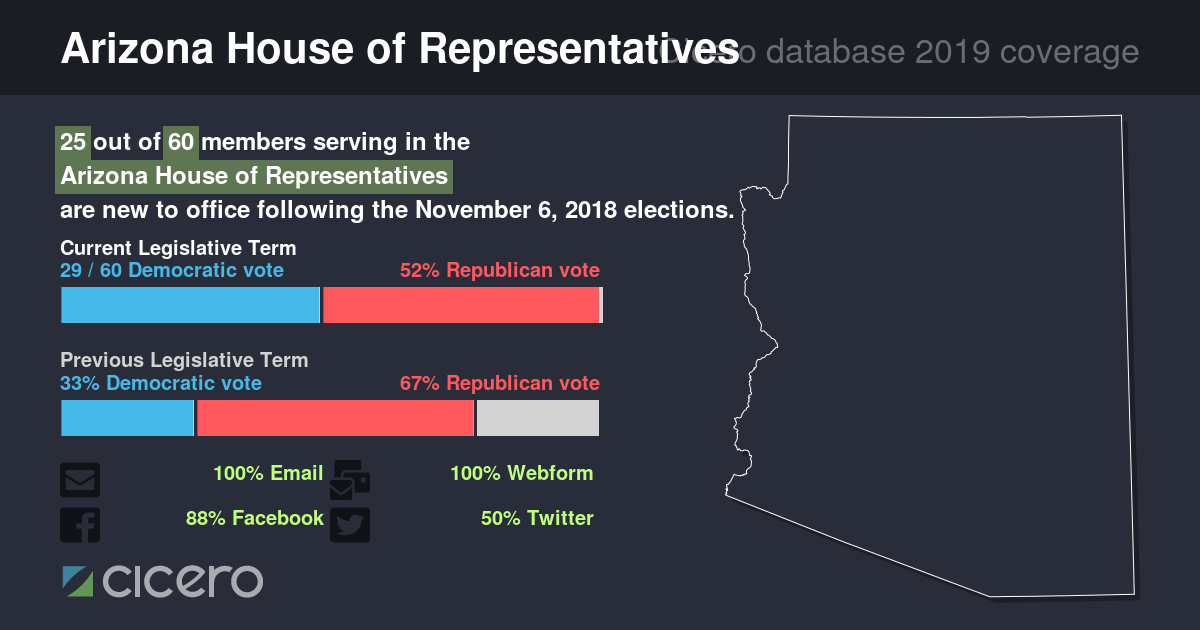 Arizona House of Representatives
database 2019 coverage
25 out of 60 members serving in the
Arizona House of Representatives
are new to office following the November 6, 2018 elections.
Current Legislative Term
29 / 60 Democratic vote 52% Republican vote
Previous Legislative Term
33% Democratic vote 67% Republican vote
100% Email 100% Webform
88% Facebook 50% Twitter
cicero